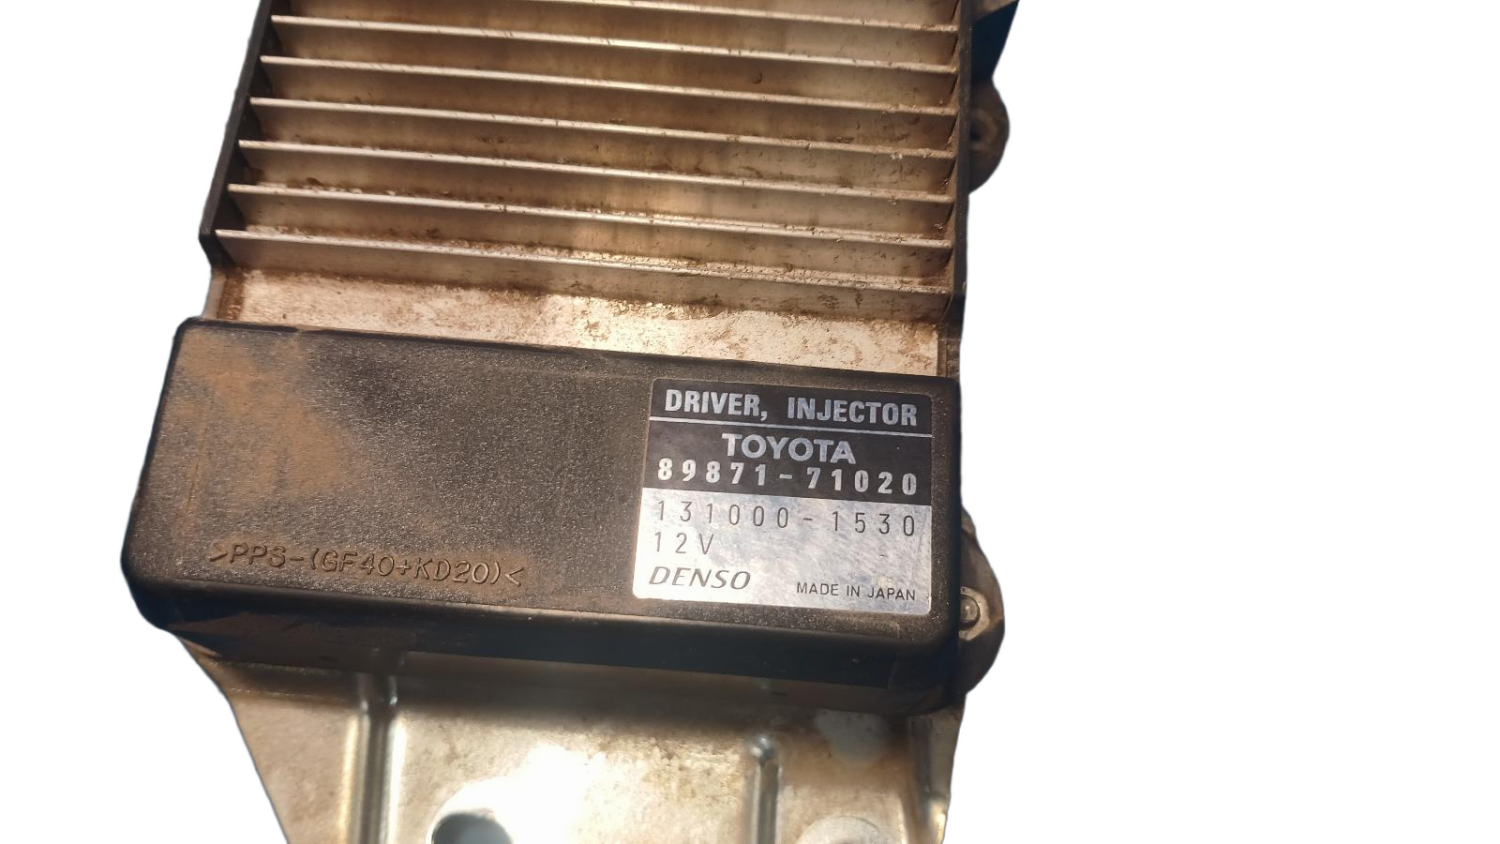 DRIVER, INJECTOR
TOYOTA
89871-71020
131000-1530
12V
DENSO MADE IN JAPAN
>PPS-(GF40+KD20)<